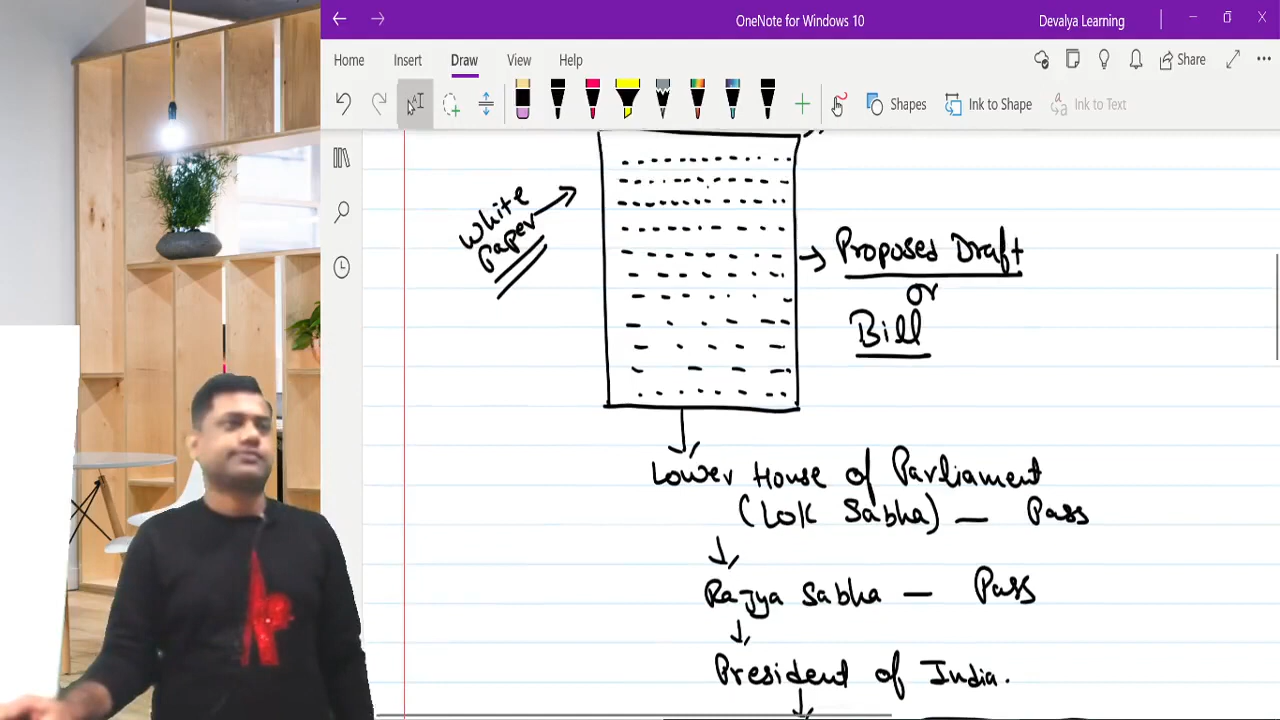 OneNote for Windows 10
Devalya Learning
Home Insert Draw View Help
Share
Shapes
Ink to Shape
Ink to Text
White
Paper
Proposes Draft
or
Bill
Lower House of Parliament
(Lok Sabha) — Pass
Rajya Sabha — Pass
President of India.